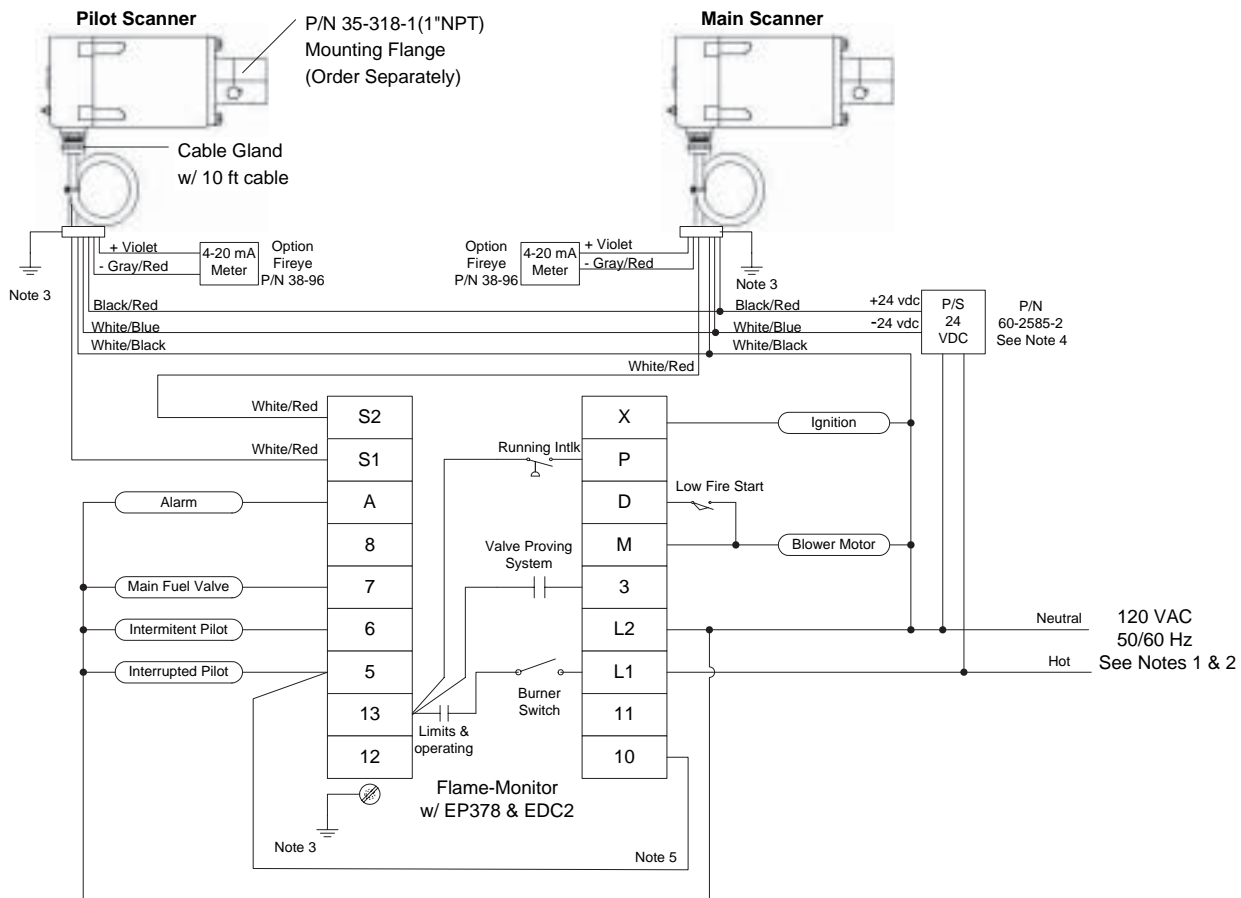 Pilot Scanner
P/N 35-318-1(1"NPT)
Mounting Flange
(Order Separately)
Main Scanner
Cable Gland
w/ 10 ft cable
+ Violet
- Gray/Red
4-20 mA
Meter
Option
Fireye
P/N 38-96
Option
Fireye
P/N 38-96
4-20 mA
Meter
+ Violet
- Gray/Red
Note 3
Note 3
Black/Red
White/Blue
White/Black
Black/Red
White/Blue
White/Black
+24 vdc
-24 vdc
P/S
24
VDC
P/N
60-2585-2
See Note 4
White/Red
White/Red
S2
White/Red
S1
Alarm
A
8
Main Fuel Valve
7
Intermitent Pilot
6
Interrupted Pilot
5
13
12
X
Ignition
Running Intlk
P
Low Fire Start
D
M
Blower Motor
Valve Proving
System
3
L2
Neutral
L1
Hot
120 VAC
50/60 Hz
See Notes 1 & 2
Burner
Switch
11
Limits &
operating
10
Flame-Monitor
w/ EP378 & EDC2
Note 3
Note 5